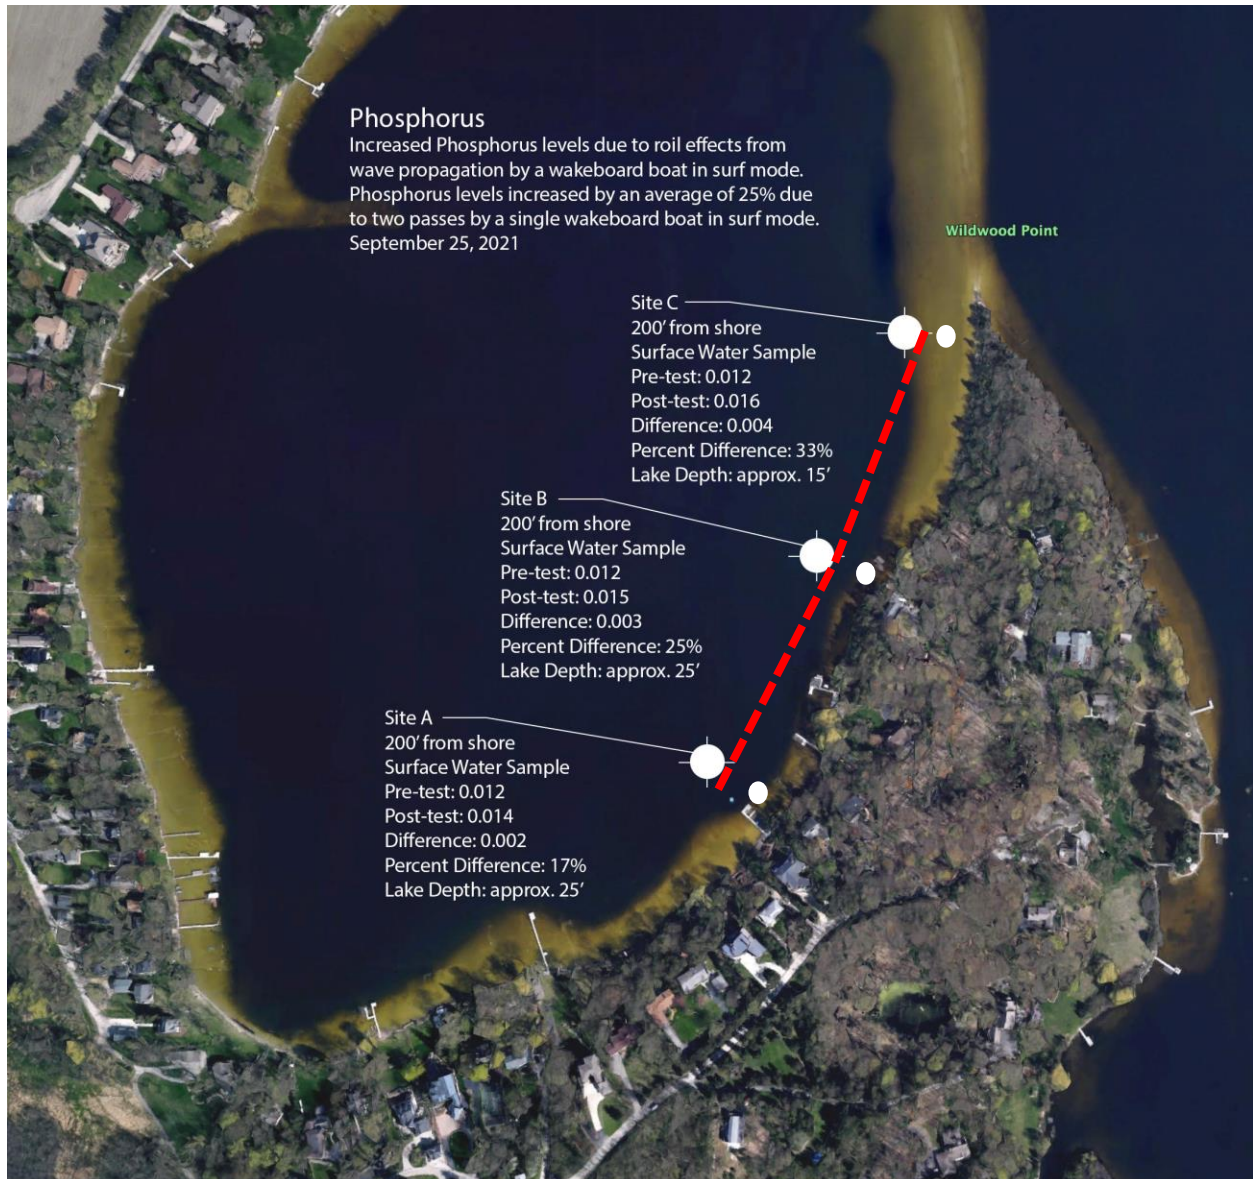 Phosphorus
Increased Phosphorus levels due to roil effects from
wave propagation by a wakeboard boat in surf mode.
Phosphorus levels increased by an average of 25% due
to two passes by a single wakeboard boat in surf mode.
September 25, 2021
Wildwood Point
Site C
200' from shore
Surface Water Sample
Pre-test: 0.012
Post-test: 0.016
Difference: 0.004
Percent Difference: 33%
Lake Depth: approx. 15'
Site B
200' from shore
Surface Water Sample
Pre-test: 0.012
Post-test: 0.015
Difference: 0.003
Percent Difference: 25%
Lake Depth: approx. 25'
Site A
200' from shore
Surface Water Sample
Pre-test: 0.012
Post-test: 0.014
Difference: 0.002
Percent Difference: 17%
Lake Depth: approx. 25'